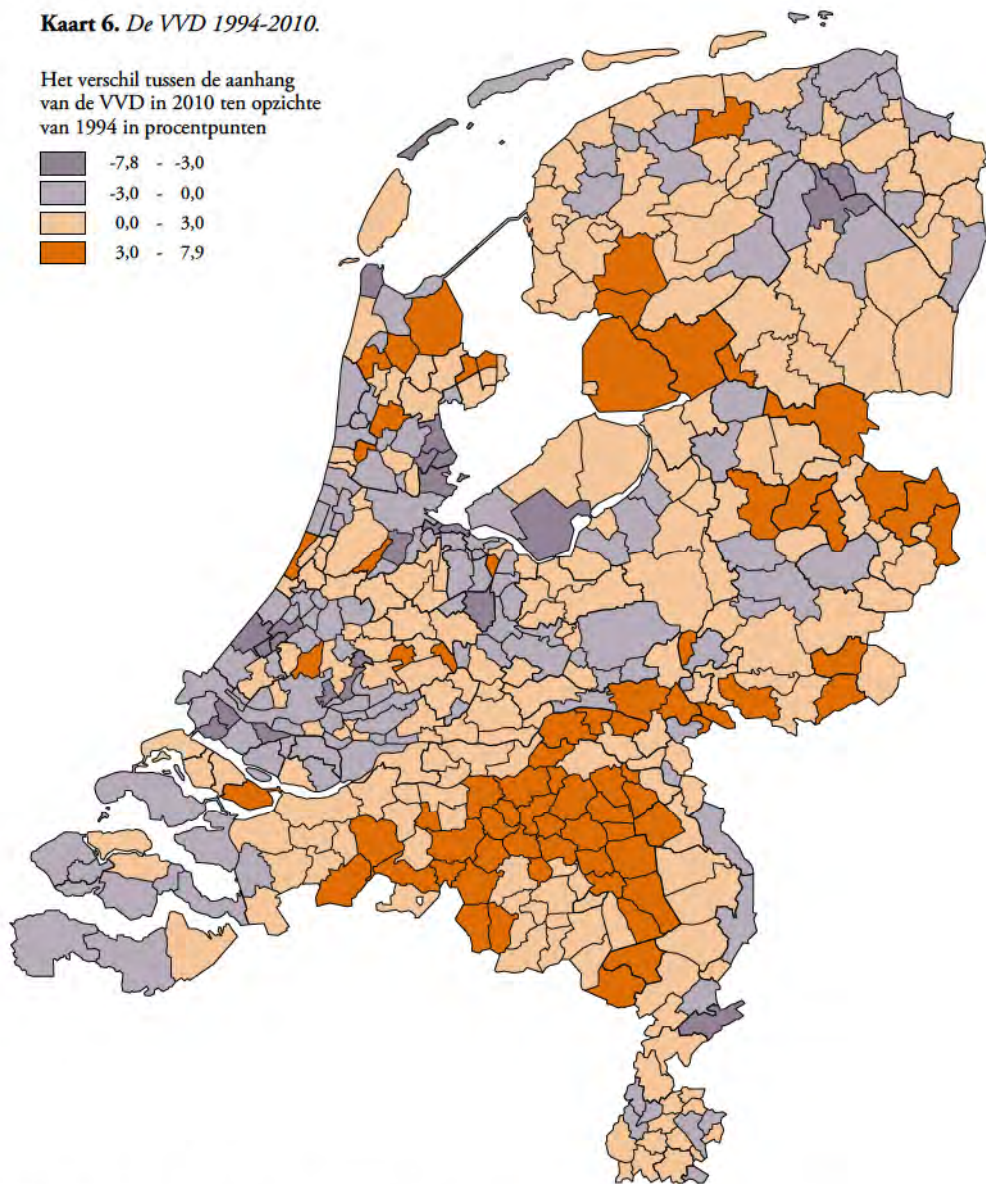 Kaart 6. De VVD 1994-2010.
Het verschil tussen de aanhang
van de VVD in 2010 ten opzichte
van 1994 in procentpunten
-7,8 - -3,0
-3,0 - 0,0
0,0 - 3,0
3,0 - 7,9